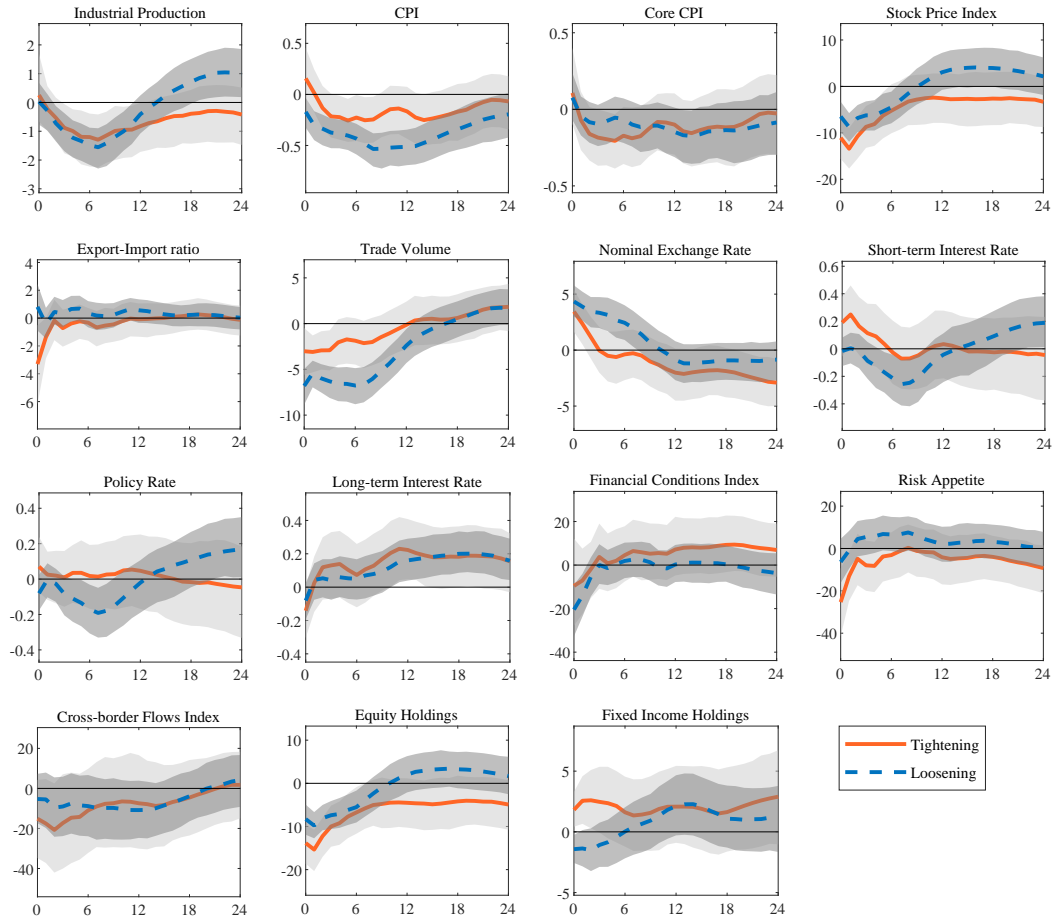 Industrial Production
2
1
0
-1
-2
-3
0 6 12 18 24
CPI
0.5
0
-0.5
0 6 12 18 24
Core CPI
0.5
0
-0.5
0 6 12 18 24
Stock Price Index
10
0
-10
-20
0 6 12 18 24
Export-Import ratio
4
2
0
-2
-4
-6
0 6 12 18 24
Trade Volume
5
0
-5
-10
0 6 12 18 24
Nominal Exchange Rate
5
0
-5
0 6 12 18 24
Short-term Interest Rate
0.6
0.4
0.2
0
-0.2
-0.4
0 6 12 18 24
Policy Rate
0.4
0.2
0
-0.2
-0.4
0 6 12 18 24
Long-term Interest Rate
0.4
0.2
0
-0.2
-0.4
0 6 12 18 24
Financial Conditions Index
40
20
0
-20
-40
0 6 12 18 24
Risk Appetite
20
0
-20
-40
0 6 12 18 24
Cross-border Flows Index
20
0
-20
-40
0 6 12 18 24
Equity Holdings
10
0
-10
-20
0 6 12 18 24
Fixed Income Holdings
5
0
-5
0 6 12 18 24
Tightening
Loosening